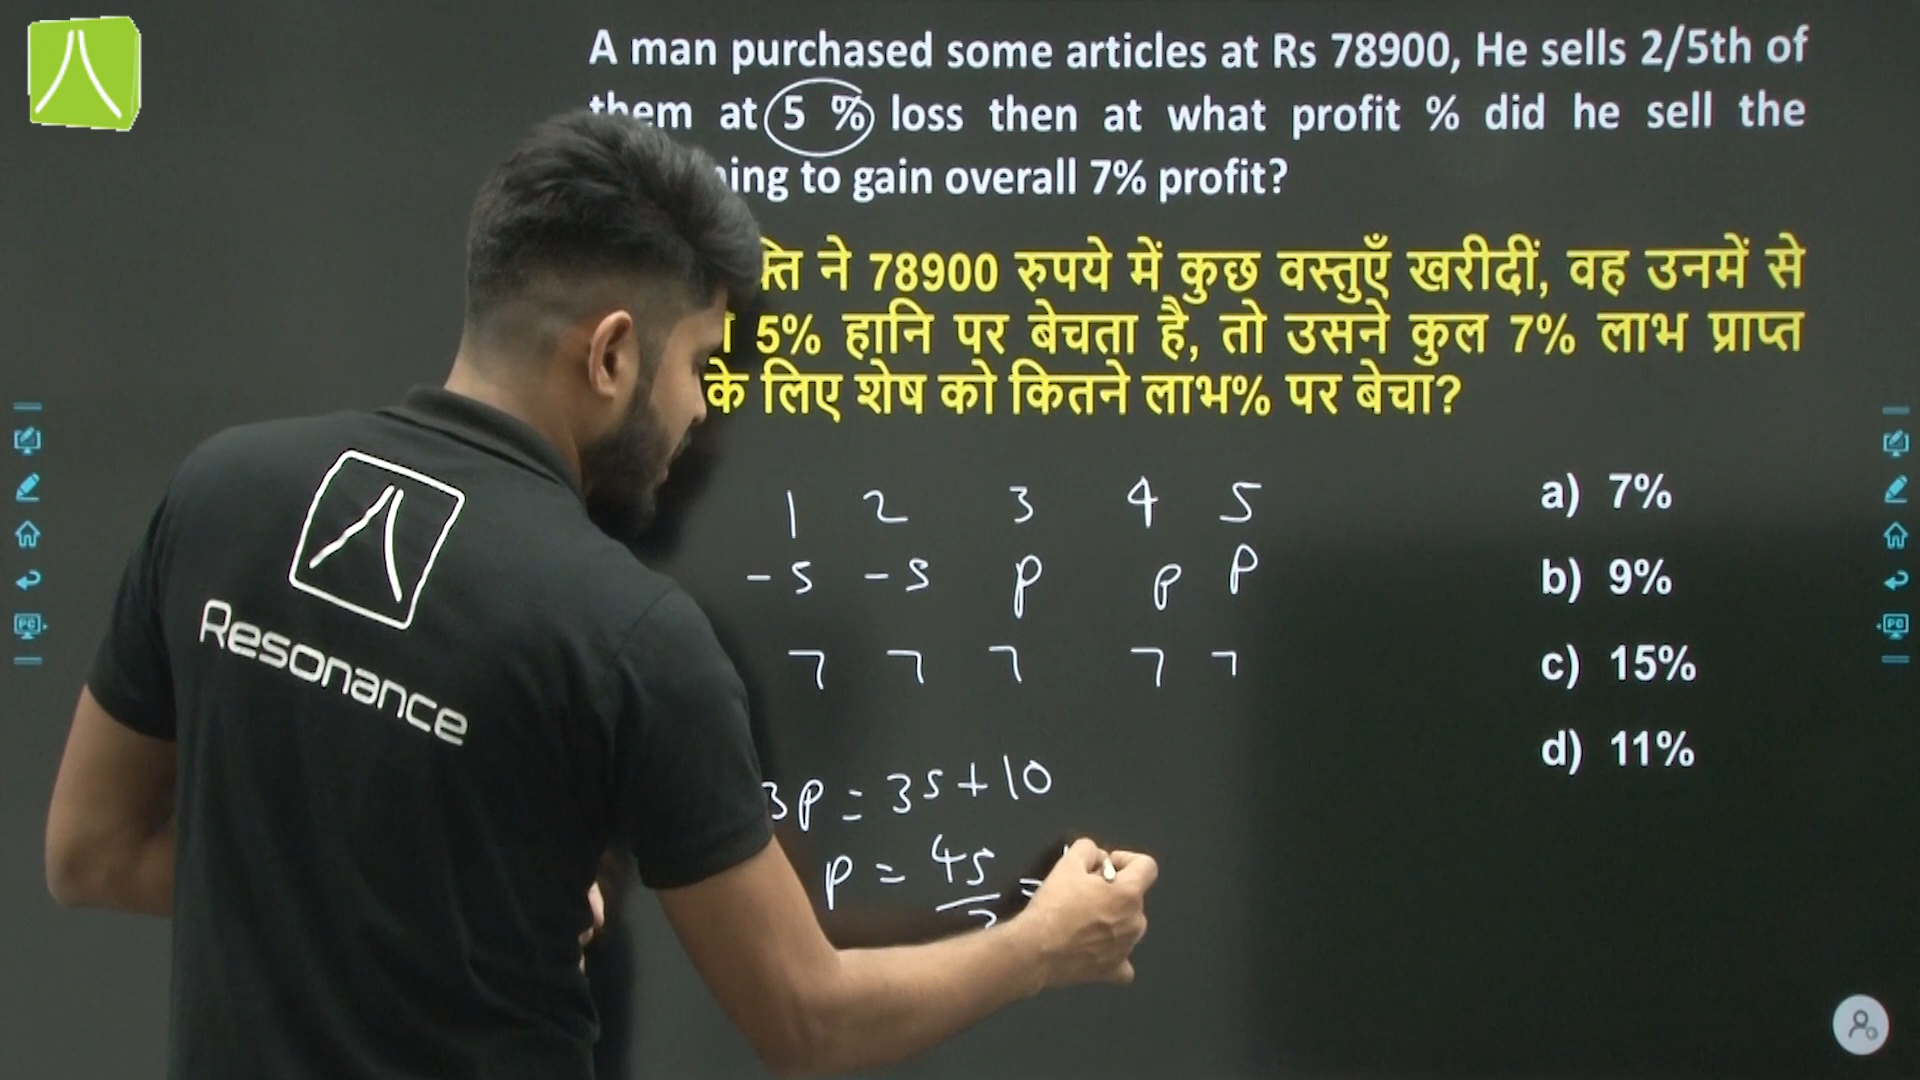 A man purchased some articles at Rs 78900, He sells 2/5th of
them at 5 % loss then at what profit % did he sell the
to gain overall 7% profit?
ने 78900 रुपये में कुछ वस्तुएँ खरीदीं, वह उनमें से
5% हानि पर बेचता है, तो उसने कुल 7% लाभ प्राप्त
के लिए शेष को कितने लाभ% पर बेचा?
1 2 3 4 5
-5 -5 P P P
7 7 7 7 7
3P = 35+10
P = 45/3 =
a) 7%
b) 9%
c) 15%
d) 11%
Resonance
PC
PC